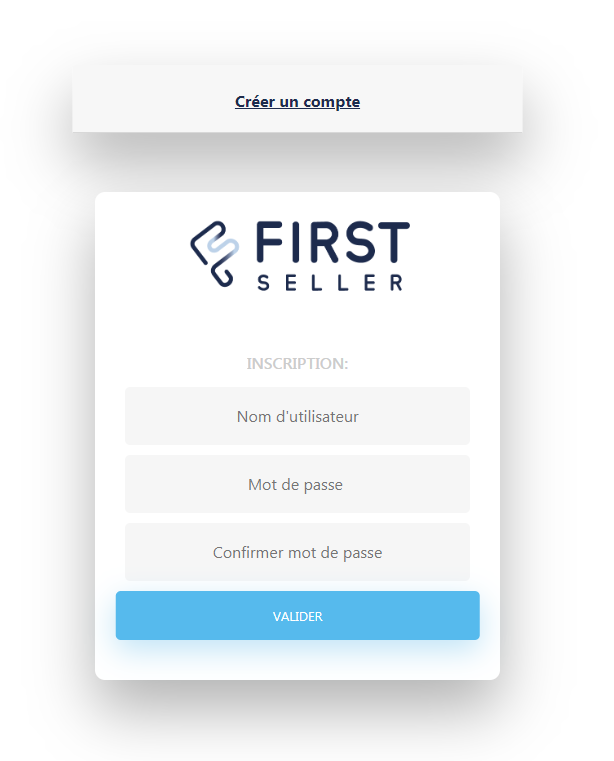 Créer un compte
FIRST
SELLER
INSCRIPTION:
Nom d'utilisateur
Mot de passe
Confirmer mot de passe
VALIDER